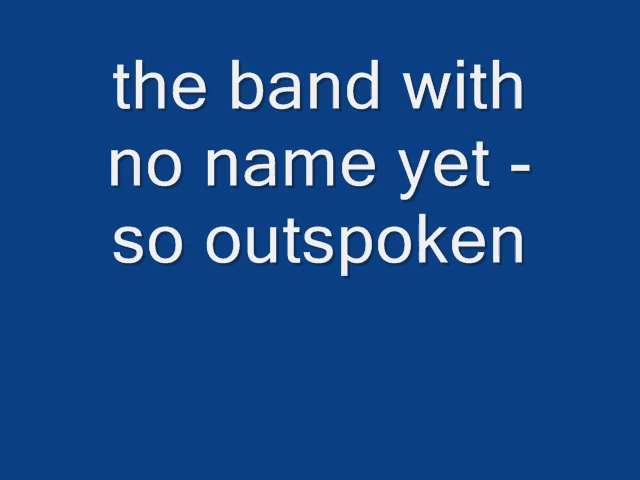 the band with
no name yet -
so outspoken